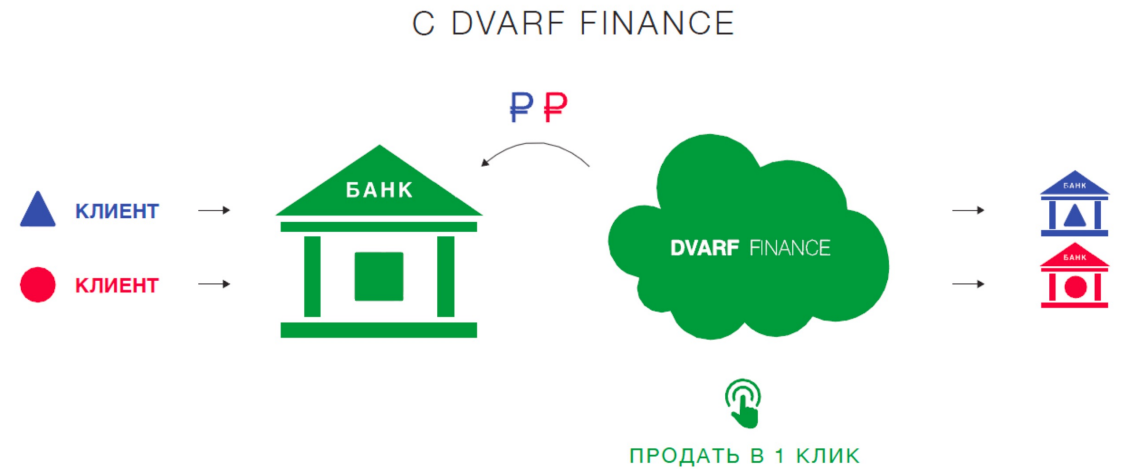 С DVARF FINANCE
₽ ₽
БАНК
КЛИЕНТ
КЛИЕНТ
DVARF FINANCE
БАНК
БАНК
ПРОДАТЬ В 1 КЛИК